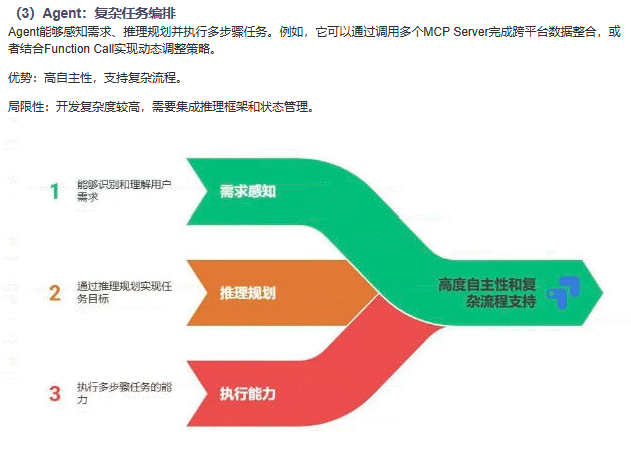 （3）Agent：复杂任务编排
Agent能够感知需求、推理规划并执行多步骤任务。例如，它可以通过调用多个MCP Server完成跨平台数据整合，或
者结合Function Call实现动态调整策略。
优势：高自主性，支持复杂流程。
局限性：开发复杂度较高，需要集成推理框架和状态管理。
1
能够识别和理解用户
需求
需求感知
2
通过推理规划实现任
务目标
推理规划
高度自主性和复
杂流程支持
3
执行多步骤任务的能
力
执行能力